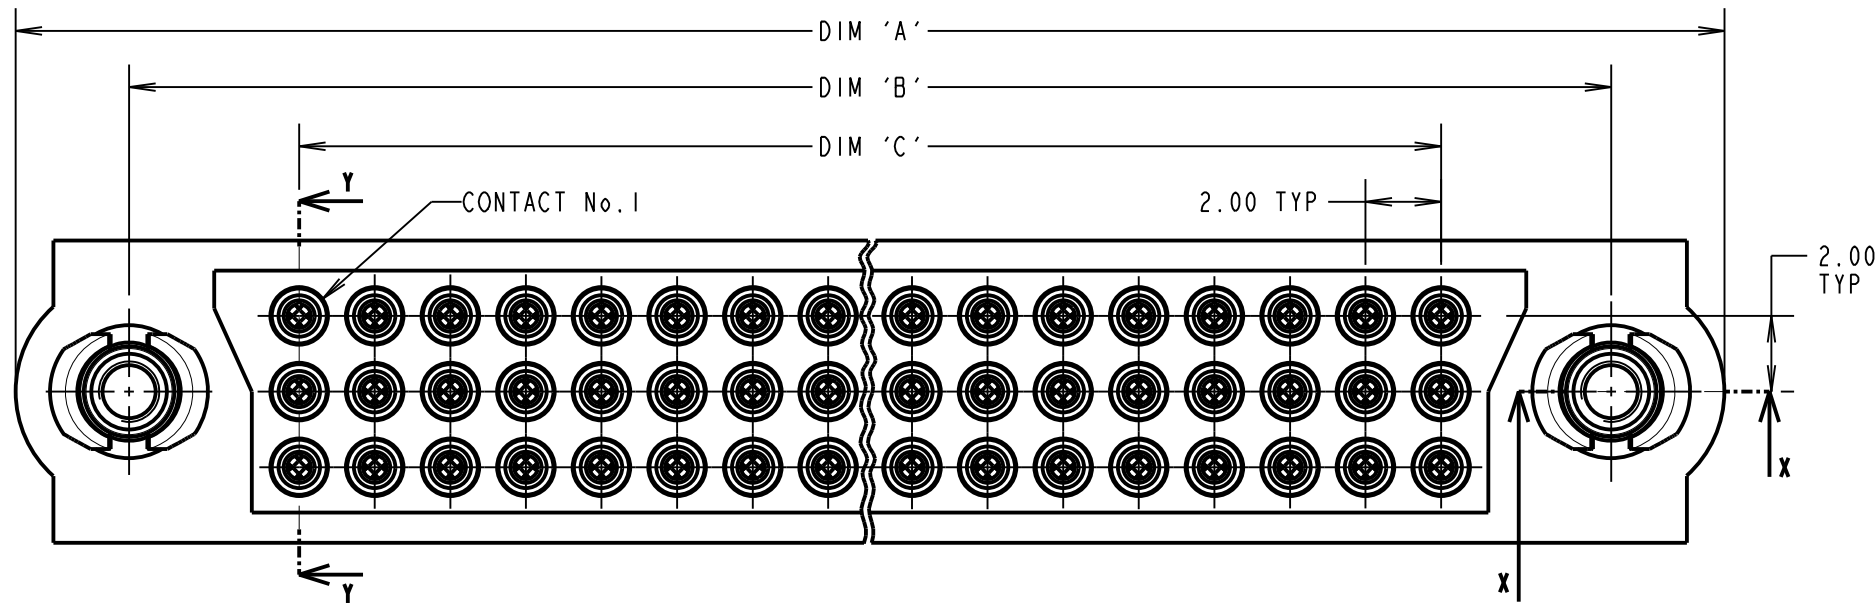 DIM 'A'
DIM 'B'
DIM 'C'
Y
CONTACT No.1
2.00 TYP
2.00
TYP
X
X
Y